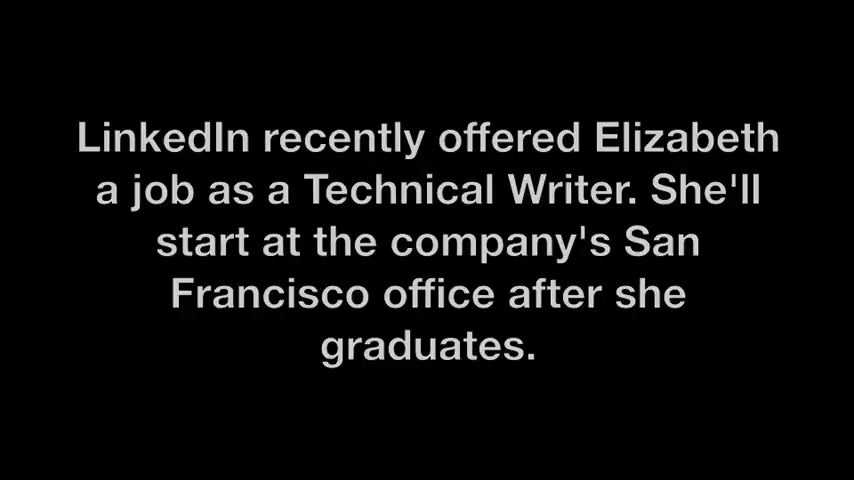 LinkedIn recently offered Elizabeth
a job as a Technical Writer. She'll
start at the company's San
Francisco office after she
graduates.